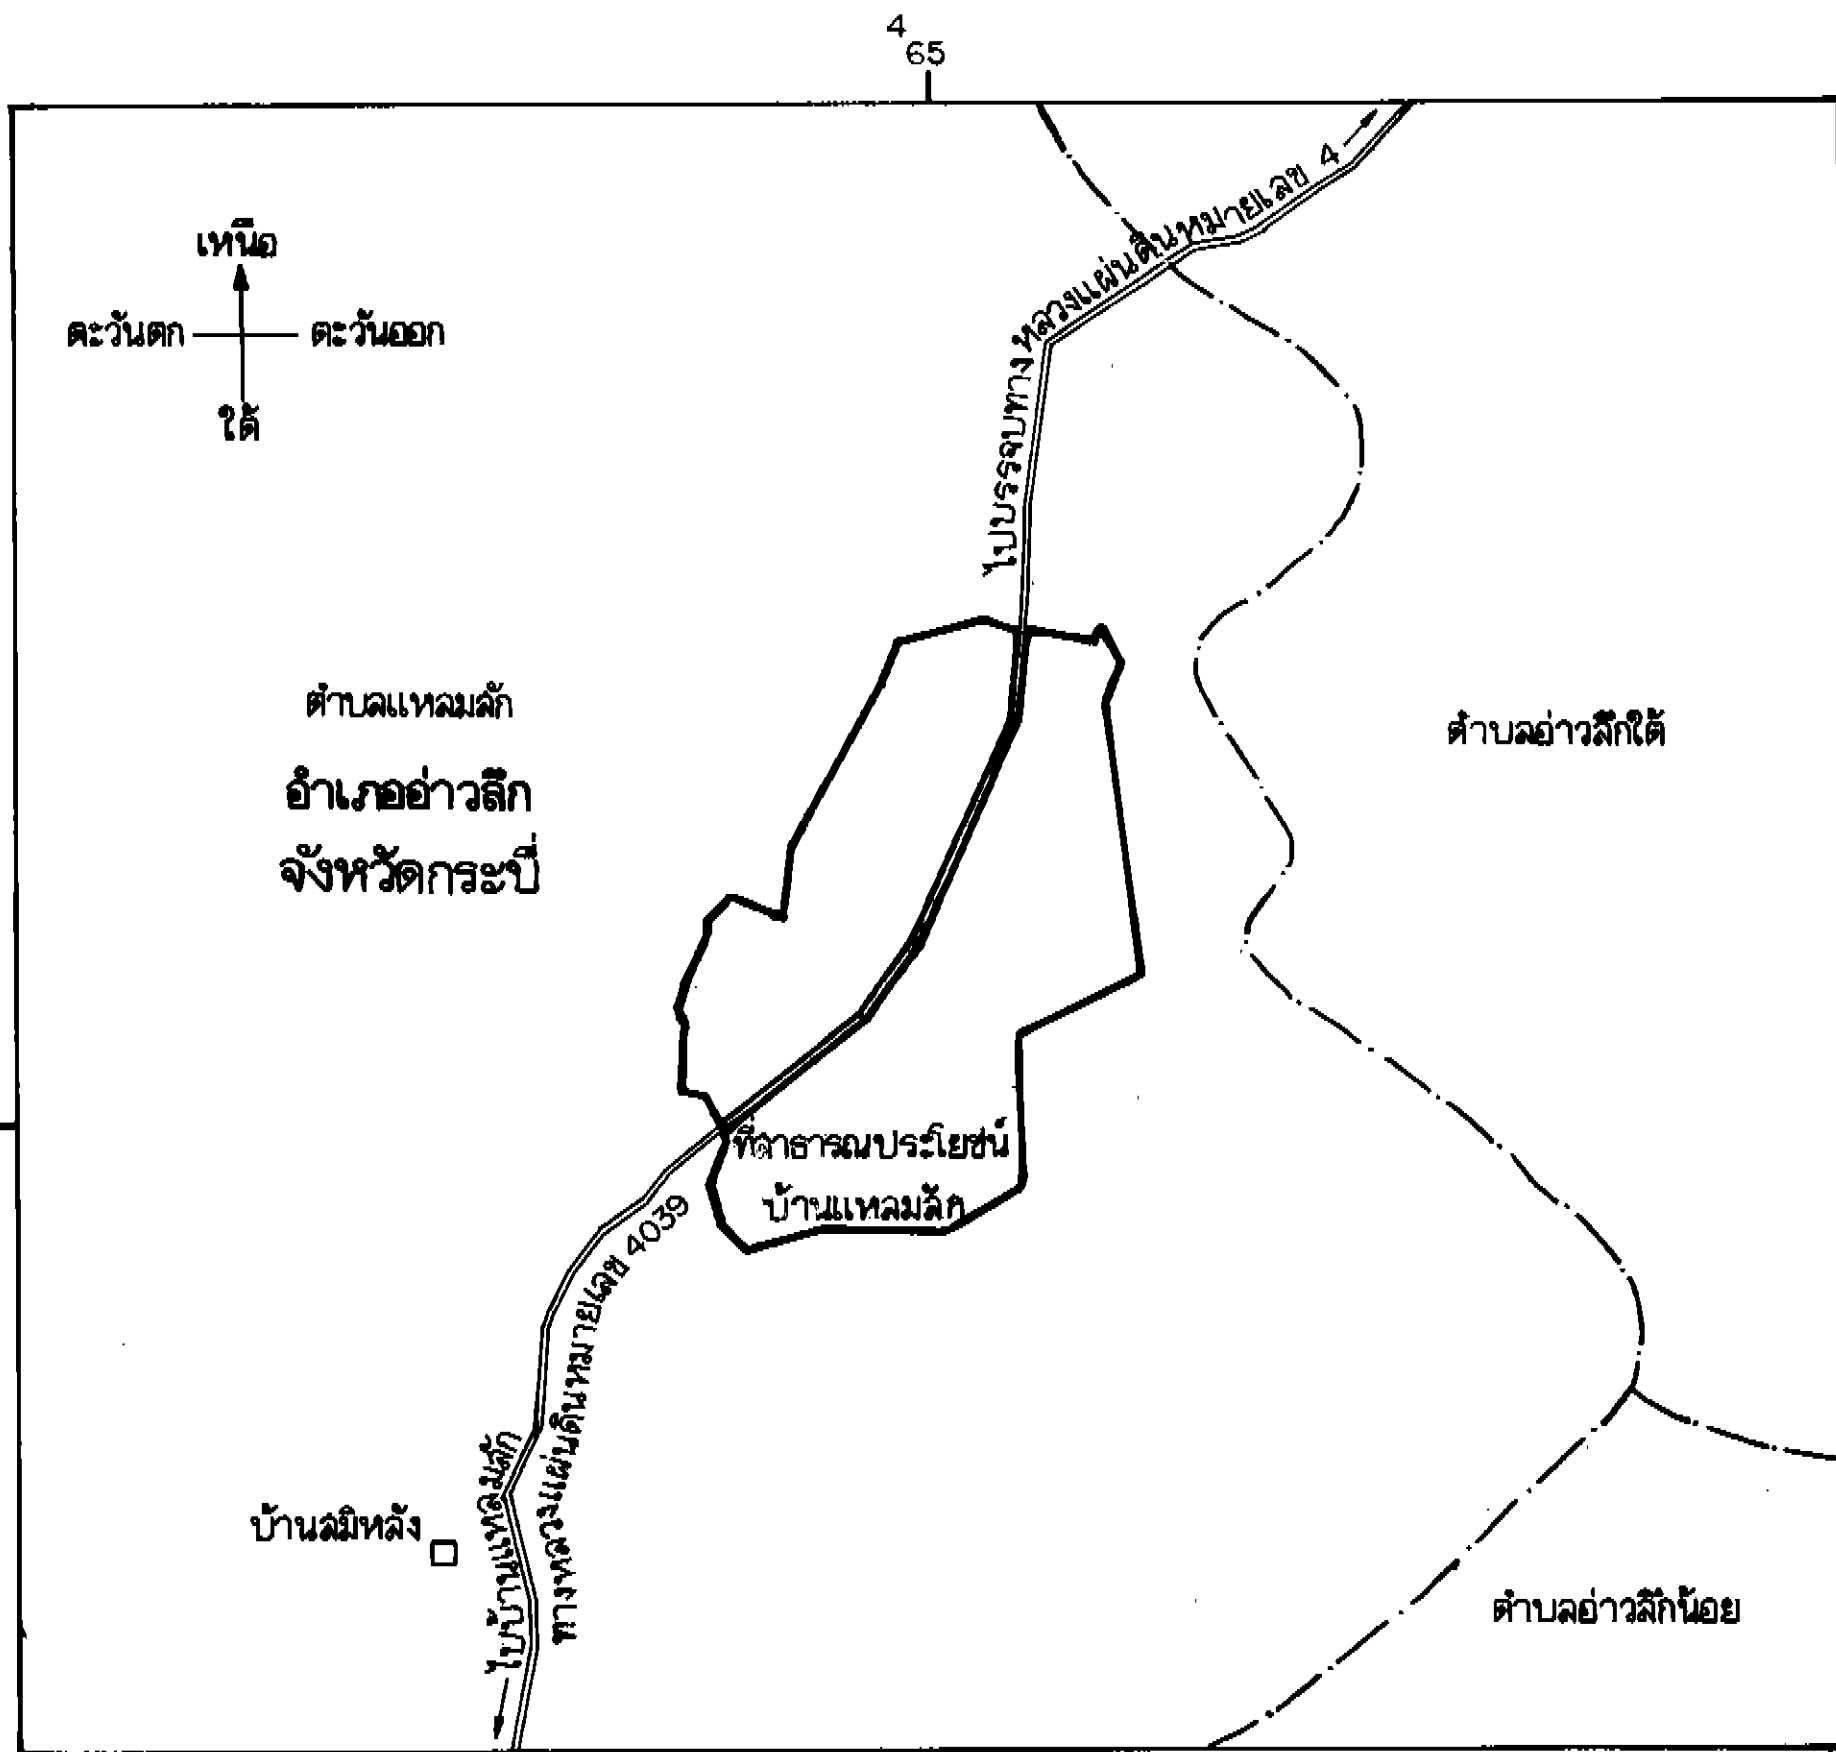 4
65
เหนือ
ตะวันตก
ตะวันออก
ใต้
ไปบรรจบทางหลวงแผ่นดินหมายเลข 4
ตำบลแหลมสัก
อำเภออ่าวลึก
จังหวัดกระบี่
ตำบลอ่าวลึกใต้
ที่สาธารณประโยชน์
บ้านแหลมสัก
ทางหลวงแผ่นดินหมายเลข 4039
ไปบ้านแหลมสัก
บ้านสมิหลัง
ตำบลอ่าวลึกน้อย